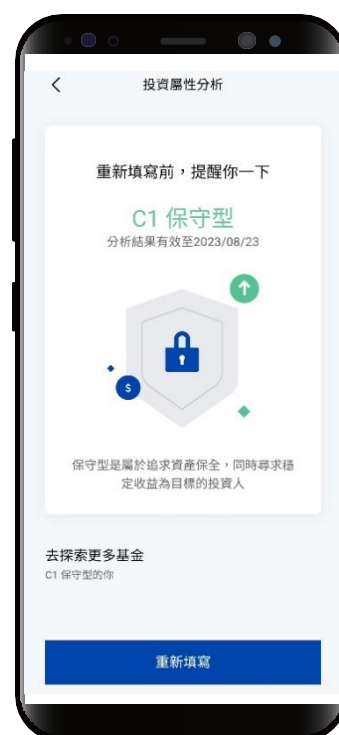 投資屬性分析
重新填寫前，提醒你一下
C1 保守型
分析結果有效至2023/08/23
$
保守型是屬於追求資產保全，同時尋求穩
定收益為目標的投資人
去探索更多基金
C1 保守型的你
重新填寫